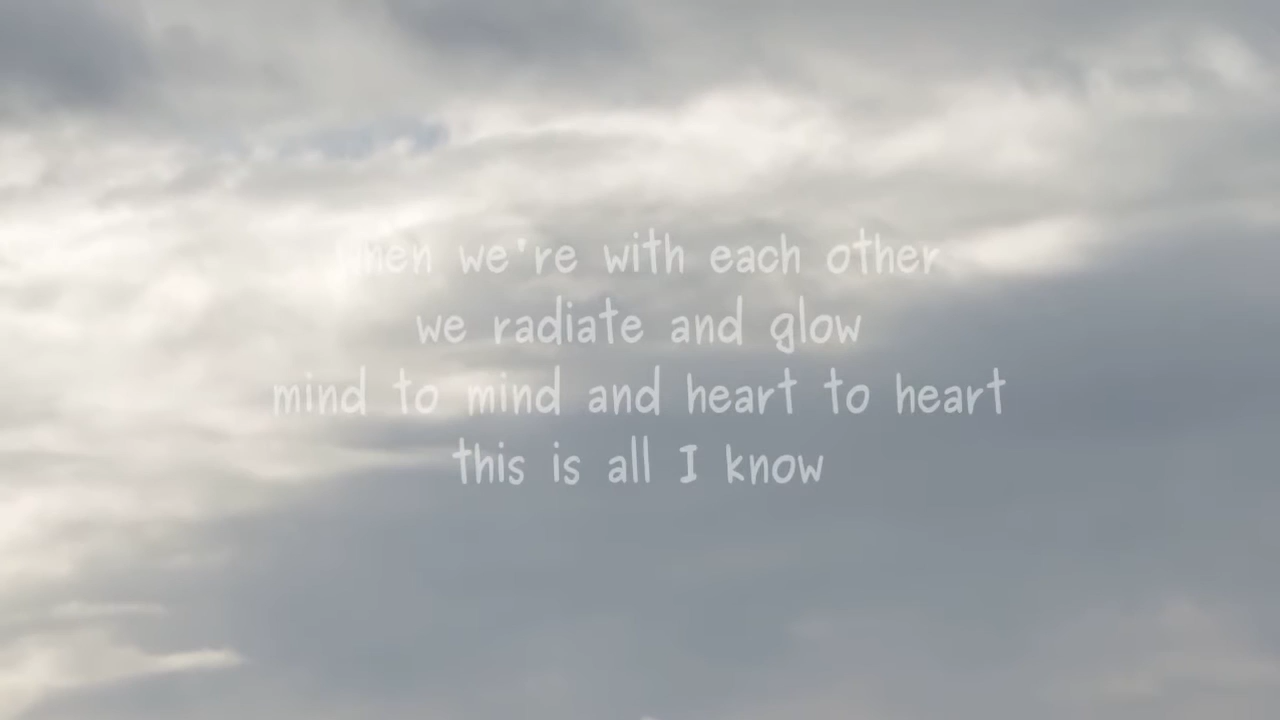 when we're with each other
we radiate and glow
mind to mind and heart to heart
this is all I know